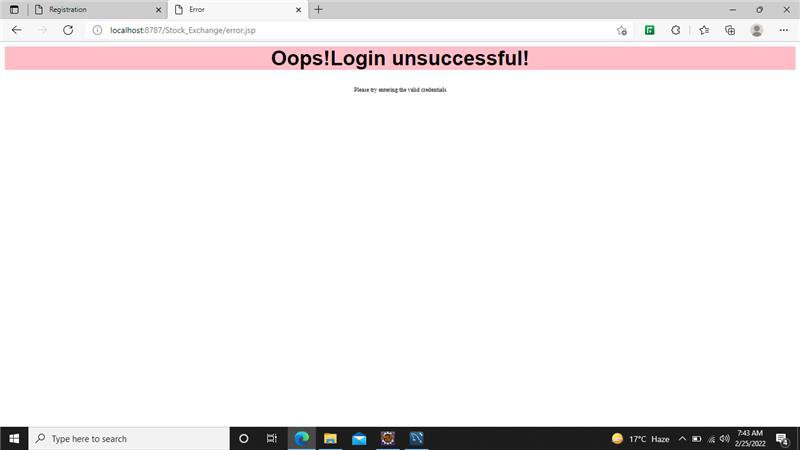 Registration
Error
localhost:8787/Stock_Exchange/error.jsp
Oops!Login unsuccessful!
Please try entering the valid credentials
Type here to search
17°C Haze
7:43 AM
2/25/2022
4